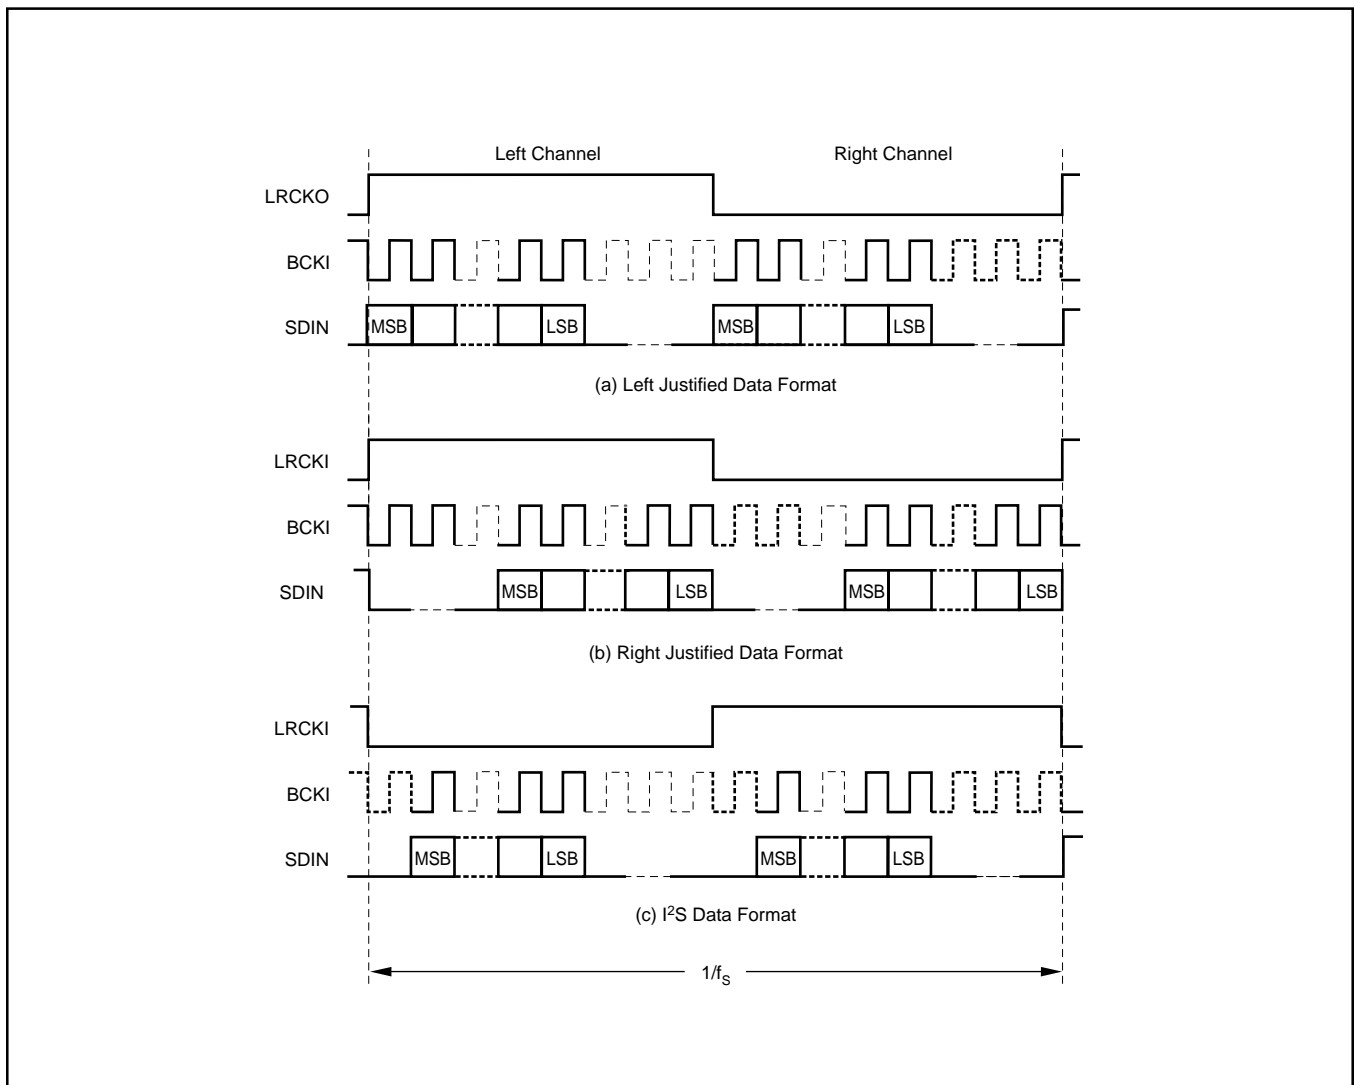 Left Channel Right Channel
LRCKO
BCKI
SDIN MSB LSB MSB LSB
(a) Left Justified Data Format
LRCKI
BCKI
SDIN MSB LSB MSB LSB
(b) Right Justified Data Format
LRCKI
BCKI
SDIN MSB LSB MSB LSB
(c) I²S Data Format
1/fS